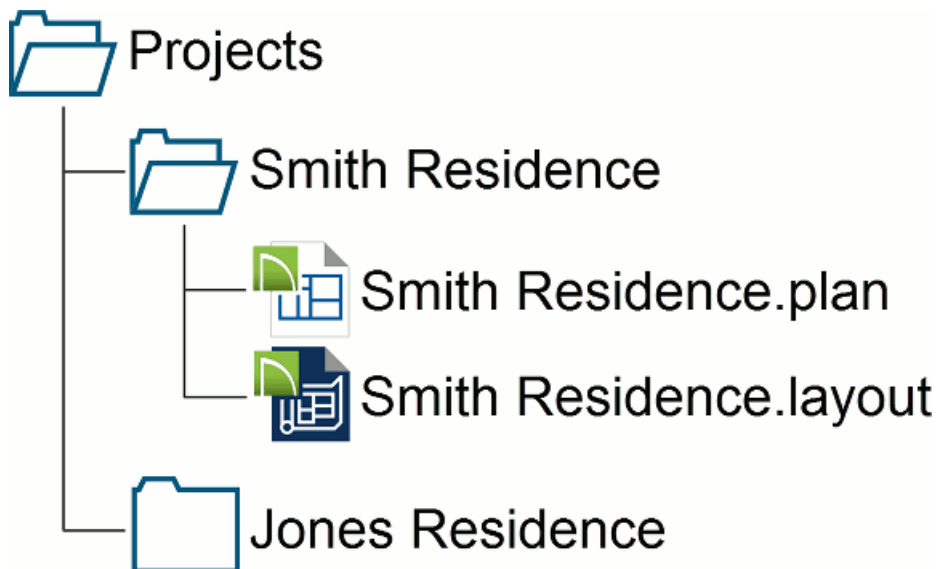 Projects
Smith Residence
Smith Residence.plan
Smith Residence.layout
Jones Residence